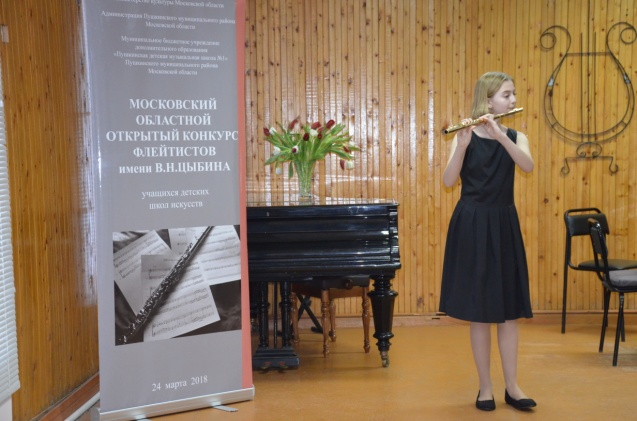 Министерство культуры Московской области
Администрация Пушкинского муниципального района
Московской области
Муниципальное бюджетное учреждение
дополнительного образования
«Пушкинская детская музыкальная школа №1»
Пушкинского муниципального района
Московской области
МОСКОВСКИЙ
ОБЛАСТНОЙ
ОТКРЫТЫЙ КОНКУРС
ФЛЕЙТИСТОВ
имени В.Н.ЦЫБИНА
учащихся детских
школ искусств
24 марта 2018